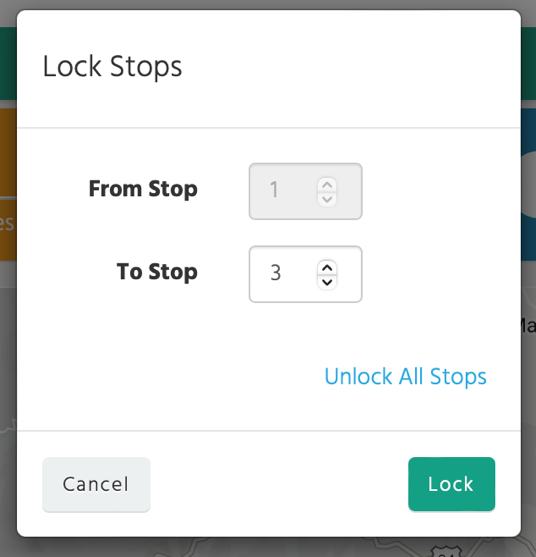 Lock Stops
From Stop 1
To Stop 3
Unlock All Stops
Cancel Lock